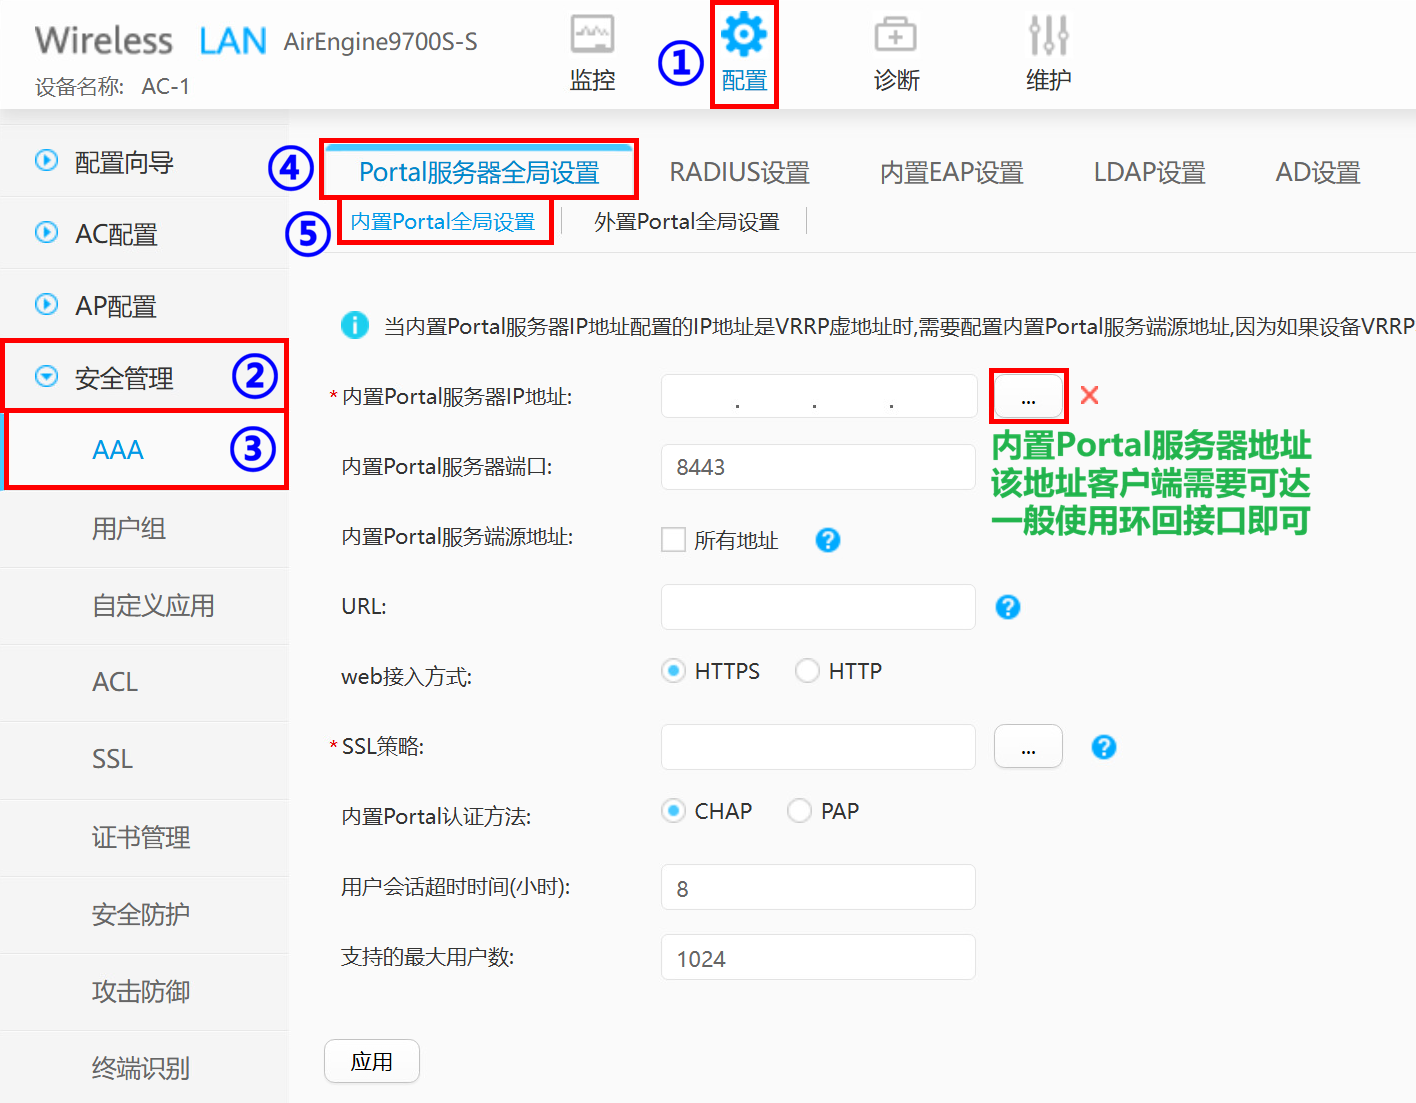 Wireless LAN AirEngine9700S-S
设备名称: AC-1
监控
① 配置
诊断
维护
配置向导
AC配置
AP配置
安全管理 ②
AAA ③
用户组
自定义应用
ACL
SSL
证书管理
安全防护
攻击防御
终端识别
④ Portal服务器全局设置 RADIUS设置 内置EAP设置 LDAP设置 AD设置
⑤ 内置Portal全局设置 外置Portal全局设置
当内置Portal服务器IP地址配置的IP地址是VRRP虚地址时,需要配置内置Portal服务端源地址,因为如果设备VRRP
*内置Portal服务器IP地址: . . . ...
内置Portal服务器地址
该地址客户端需要可达
一般使用环回接口即可
内置Portal服务器端口: 8443
内置Portal服务端源地址: 所有地址 ?
URL: ?
web接入方式: HTTPS HTTP
*SSL策略: ... ?
内置Portal认证方法: CHAP PAP
用户会话超时时间(小时): 8
支持的最大用户数: 1024
应用